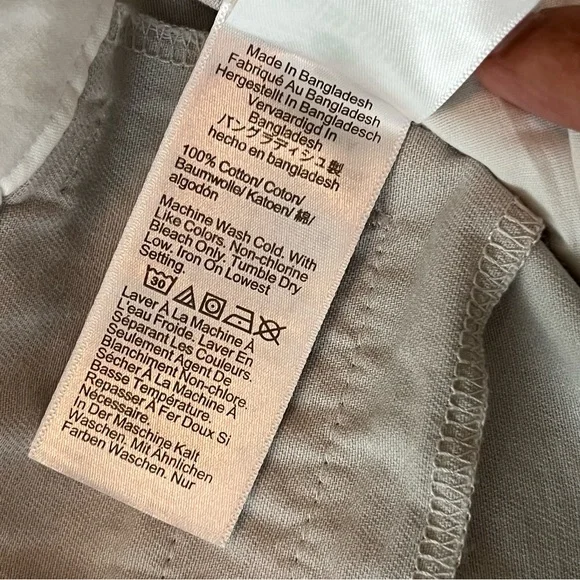 Made In Bangladesh
Fabriqué Au Bangladesh
Hergestellt In Bangladesch
Vervaardigd In
Bangladesh
バングラディシュ製
hecho en bangladesh
100% Cotton/ Coton/
Baumwolle/ Katoen/ 綿/
algodón
Machine Wash Cold. With
Like Colors. Non-chlorine
Bleach Only. Tumble Dry
Low. Iron On Lowest
Setting.
30
Laver À La Machine À
L'eau Froide. Laver En
Séparant Les Couleurs.
Seulement Agent De
Blanchiment Non-chlore.
Sécher À La Machine À
Basse Température.
Repasser À Fer Doux Si
Nécessaire.
In Der Maschine Kalt
Waschen. Mit Ähnlichen
Farben Waschen. Nur